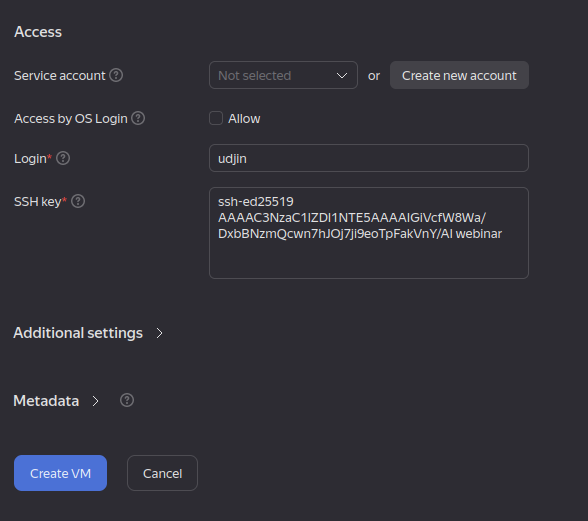 Access
Service account
Not selected
or
Create new account
Access by OS Login
Allow
Login*
udjin
SSH key*
ssh-ed25519
AAAAC3NzaC1lZDI1NTE5AAAAIGiVcfW8Wa/
DxbBNzmQcwn7hJOj7ji9eoTpFakVnY/AI webinar
Additional settings
Metadata
Create VM
Cancel